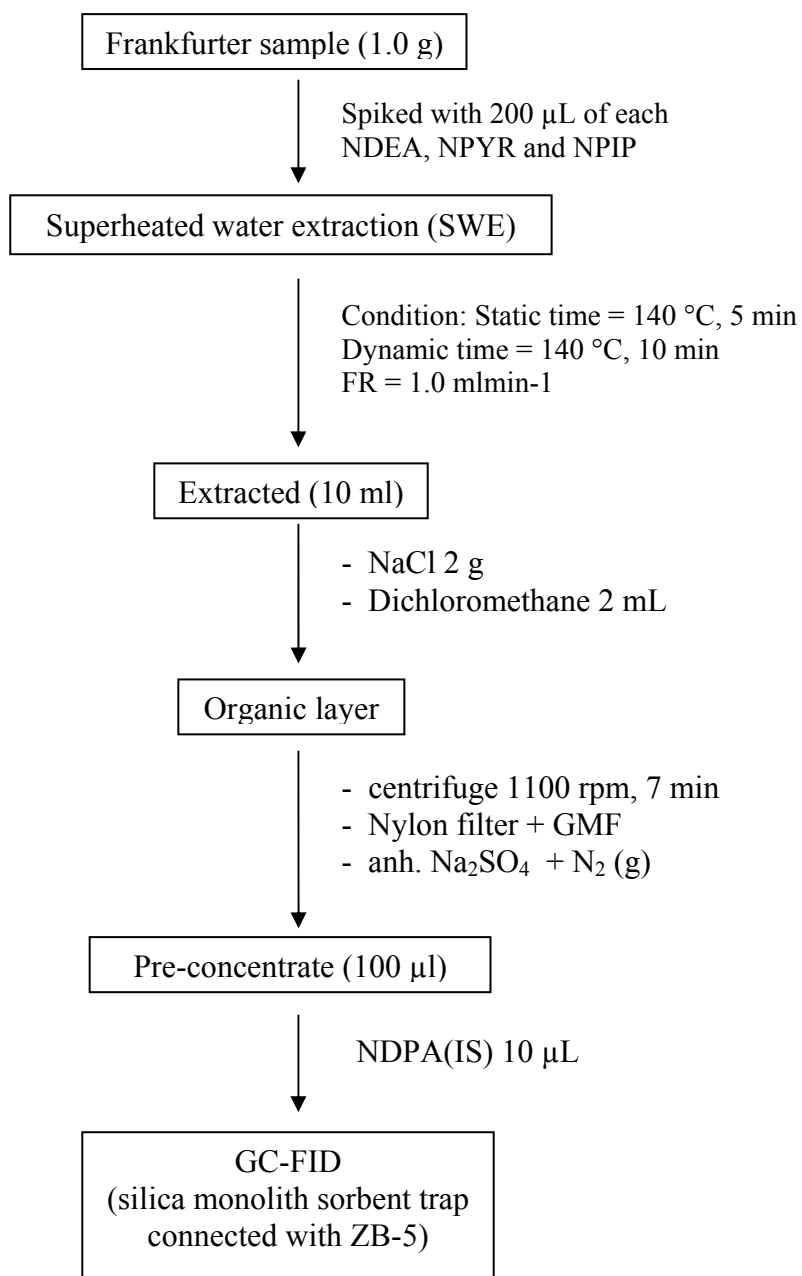 Frankfurter sample (1.0 g)
Spiked with 200 µL of each
NDEA, NPYR and NPIP
Superheated water extraction (SWE)
Condition: Static time = 140 °C, 5 min
Dynamic time = 140 °C, 10 min
FR = 1.0 mlmin-1
Extracted (10 ml)
- NaCl 2 g
- Dichloromethane 2 mL
Organic layer
- centrifuge 1100 rpm, 7 min
- Nylon filter + GMF
- anh. Na₂SO₄ + N₂ (g)
Pre-concentrate (100 µl)
NDPA(IS) 10 µL
GC-FID
(silica monolith sorbent trap
connected with ZB-5)